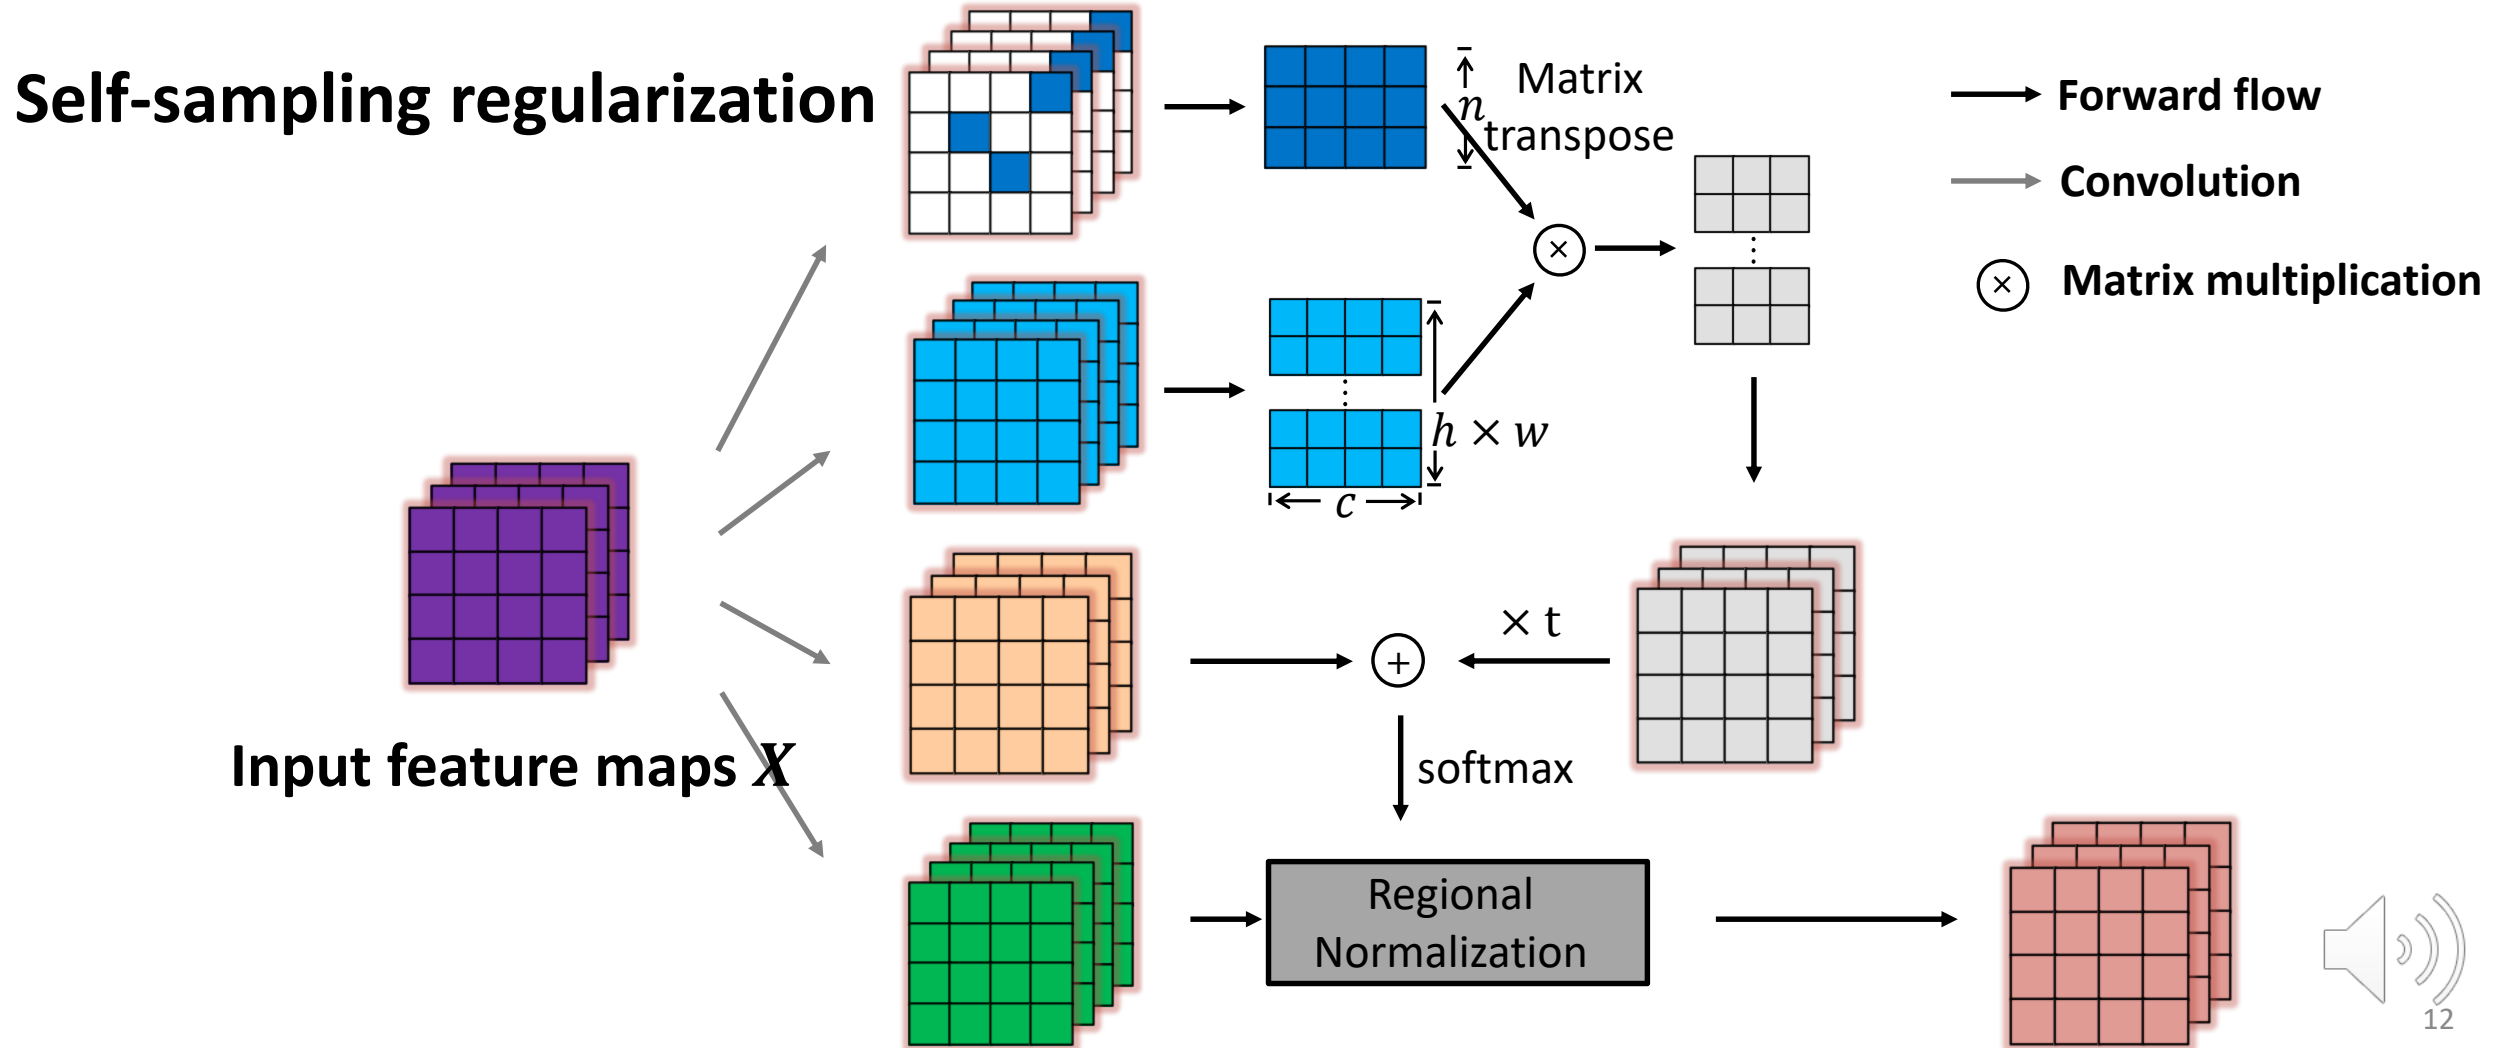 Self-sampling regularization
n
Matrix
transpose
Forward flow
Convolution
× Matrix multiplication
×
h × w
c
× t
+
softmax
Input feature maps X
Regional
Normalization
12